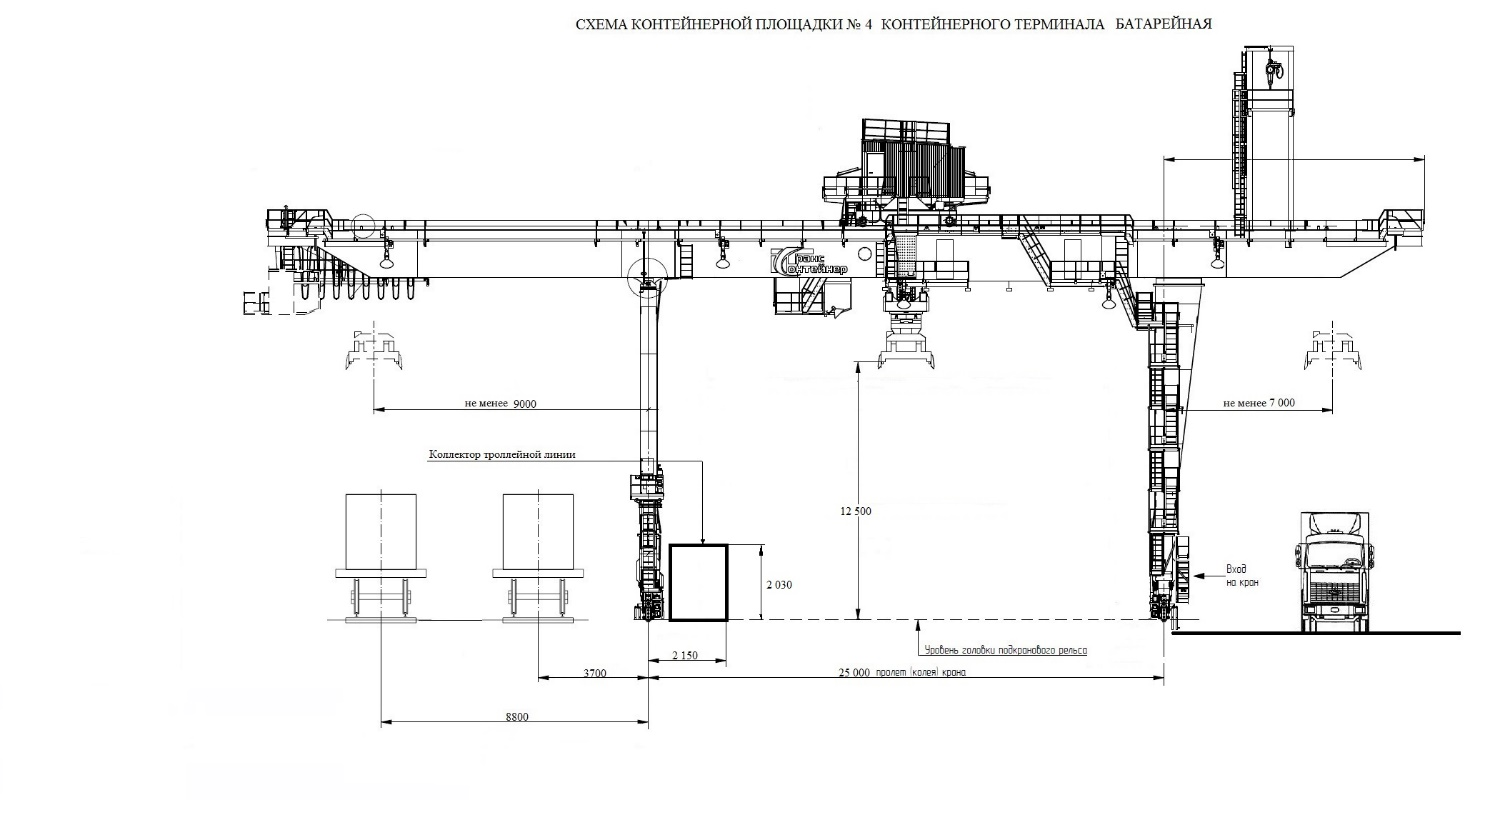 СХЕМА КОНТЕЙНЕРНОЙ ПЛОЩАДКИ № 4 КОНТЕЙНЕРНОГО ТЕРМИНАЛА БАТАРЕЙНАЯ
Транс
Контейнер
не менее 9000
не менее 7 000
Коллектор троллейной линии
12 500
Вход
на кран
2 030
Уровень головки подкранового рельса
2 150
3700
25 000 пролет (колея) крана
8800